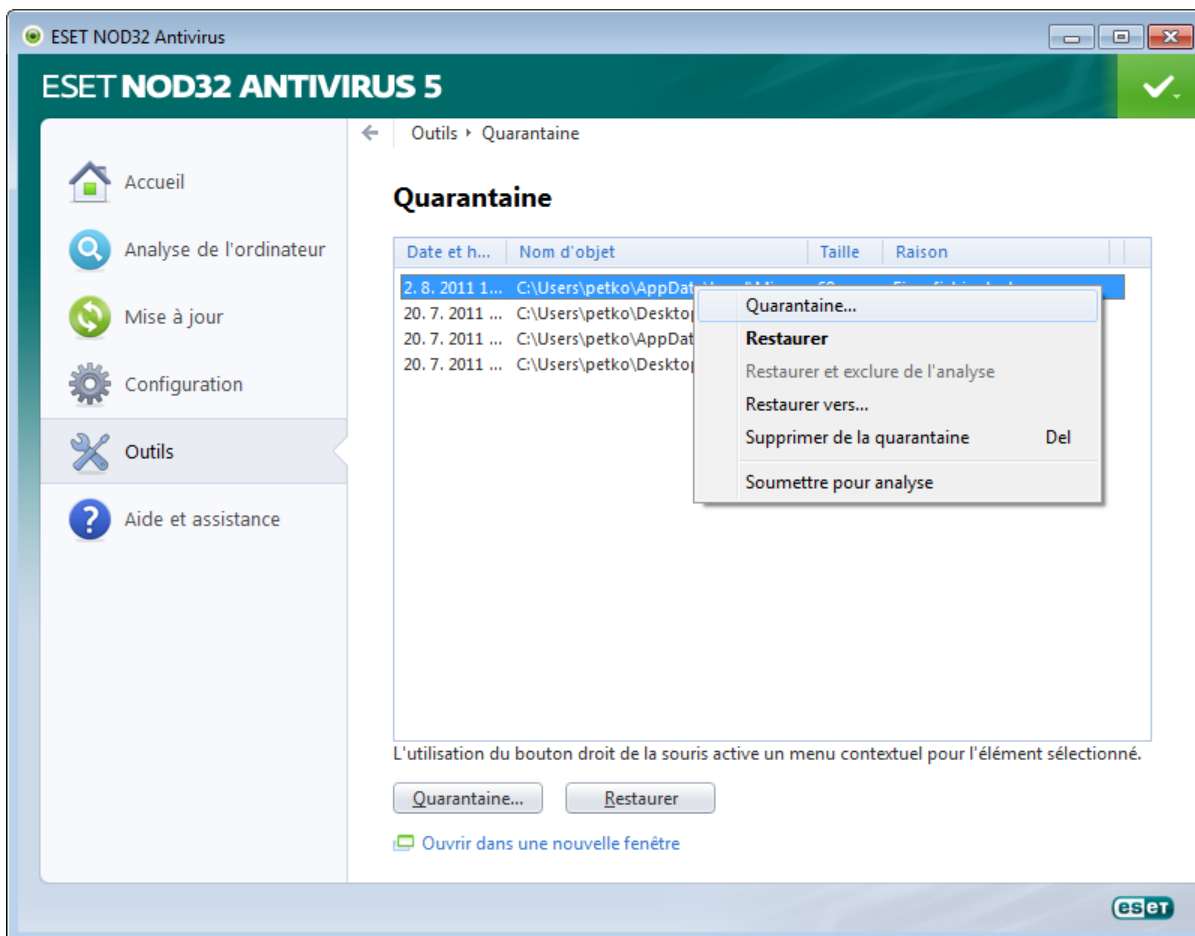 ESET NOD32 Antivirus
ESET NOD32 ANTIVIRUS 5
Outils ‣ Quarantaine
Accueil
Analyse de l'ordinateur
Mise à jour
Configuration
Outils
Aide et assistance
Quarantaine
Date et h... Nom d'objet Taille Raison
2. 8. 2011 1... C:\Users\petko\AppDat
20. 7. 2011 ... C:\Users\petko\Deskto
20. 7. 2011 ... C:\Users\petko\AppDat
20. 7. 2011 ... C:\Users\petko\Deskto
Quarantaine...
Restaurer
Restaurer et exclure de l'analyse
Restaurer vers...
Supprimer de la quarantaine Del
Soumettre pour analyse
L'utilisation du bouton droit de la souris active un menu contextuel pour l'élément sélectionné.
Quarantaine... Restaurer
Ouvrir dans une nouvelle fenêtre
eseT